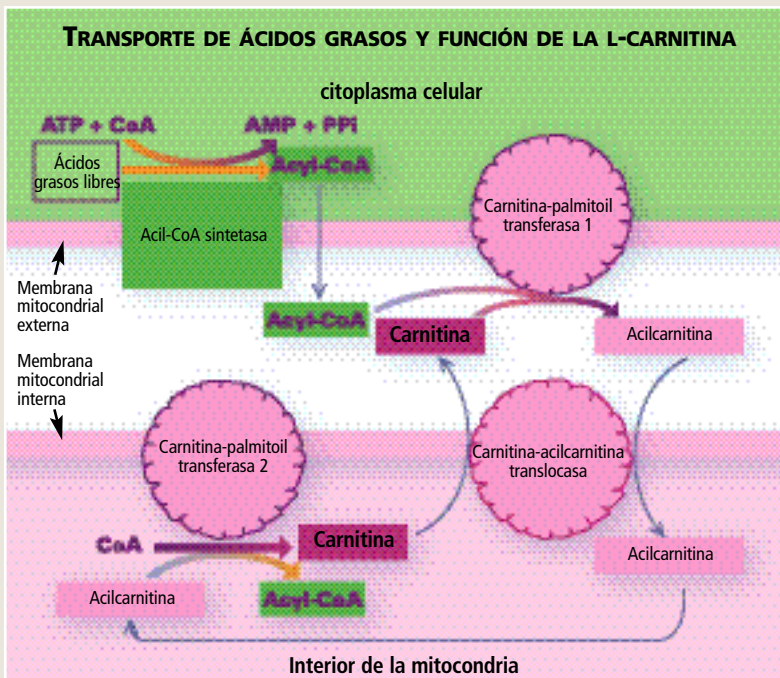 TRANSPORTE DE ÁCIDOS GRASOS Y FUNCIÓN DE LA L-CARNITINA
citoplasma celular
ATP + CoA
AMP + PPi
Ácidos
grasos libres
Acyl-CoA
Acil-CoA sintetasa
Carnitina-palmitoil
transferasa 1
Membrana
mitocondrial
externa
Acyl-CoA
Carnitina
Acilcarnitina
Membrana
mitocondrial
interna
Carnitina-palmitoil
transferasa 2
Carnitina-acilcarnitina
translocasa
CoA
Carnitina
Acilcarnitina
Acilcarnitina
Acyl-CoA
Interior de la mitocondria